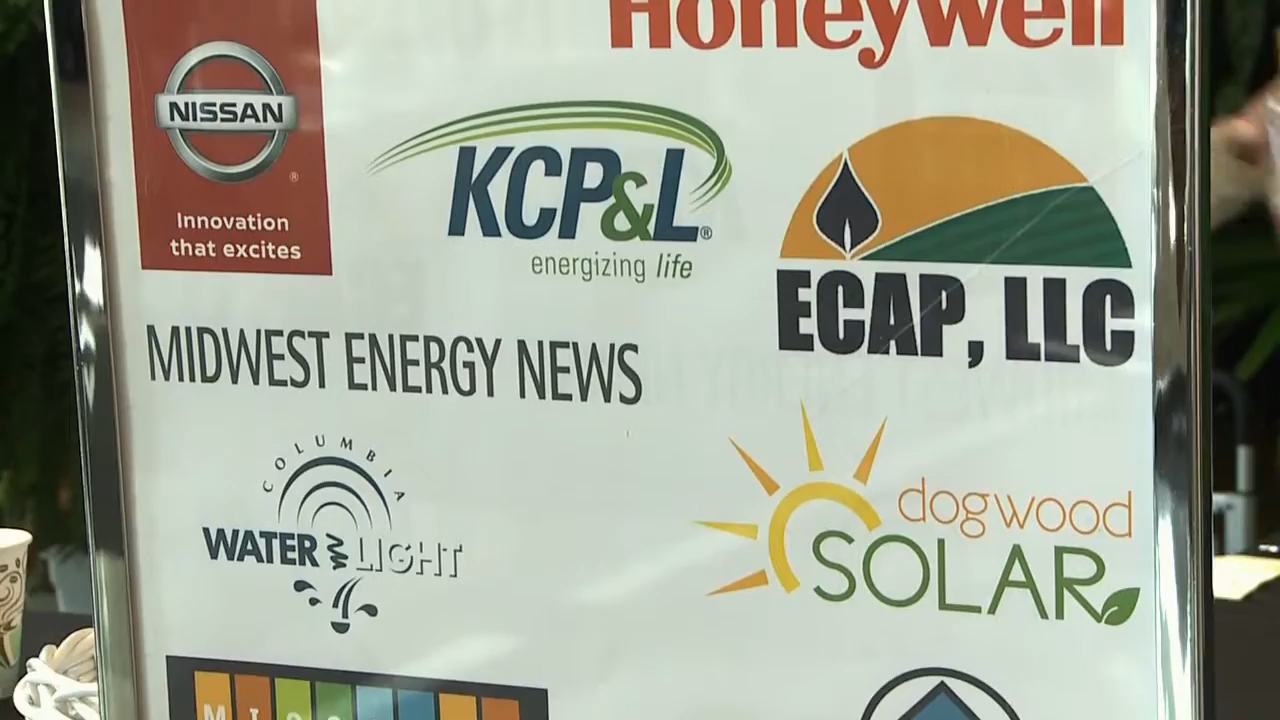 Honeywell
NISSAN
®
Innovation
that excites
KCP&L®
energizing life
ECAP, LLC
MIDWEST ENERGY NEWS
COLUMBIA
WATER LIGHT
dogwood
SOLAR